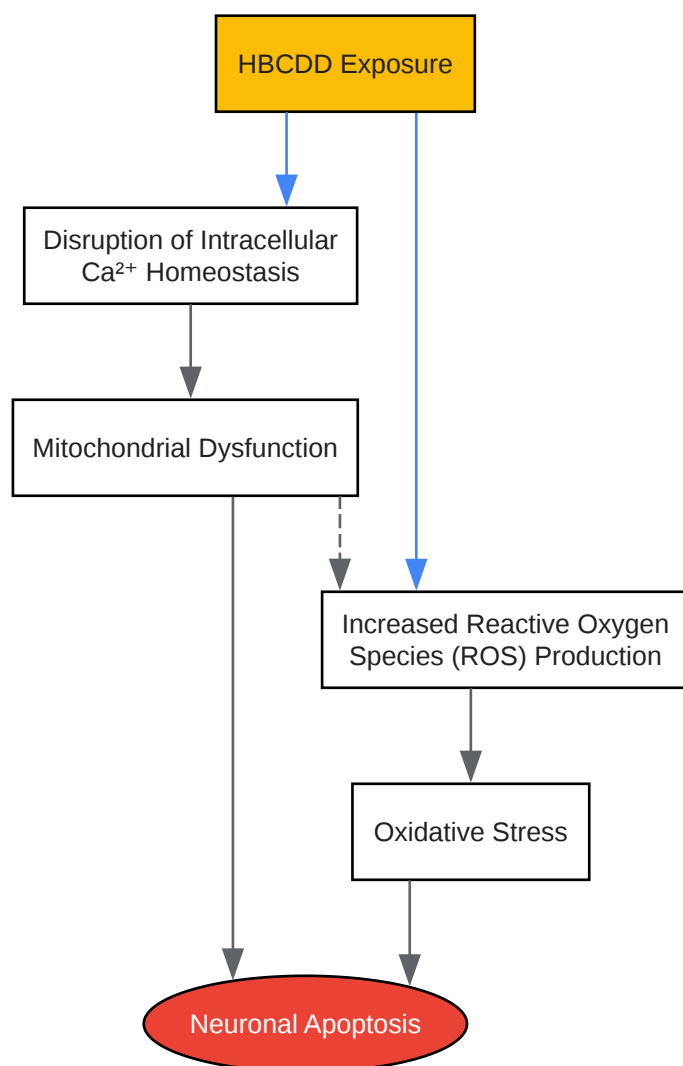 HBCDD Exposure
Disruption of Intracellular
Ca²⁺ Homeostasis
Mitochondrial Dysfunction
Increased Reactive Oxygen
Species (ROS) Production
Oxidative Stress
Neuronal Apoptosis